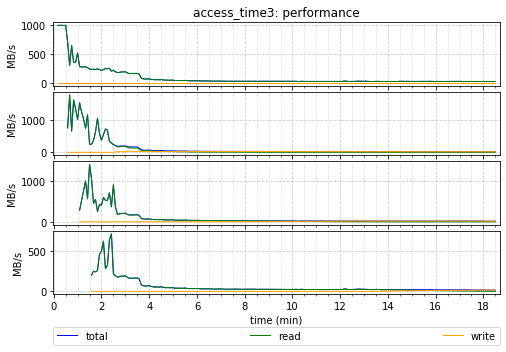 access_time3: performance
1000
500
0
MB/s
1000
0
MB/s
1000
0
MB/s
500
0
MB/s
0 2 4 6 8 10 12 14 16 18
time (min)
total read write